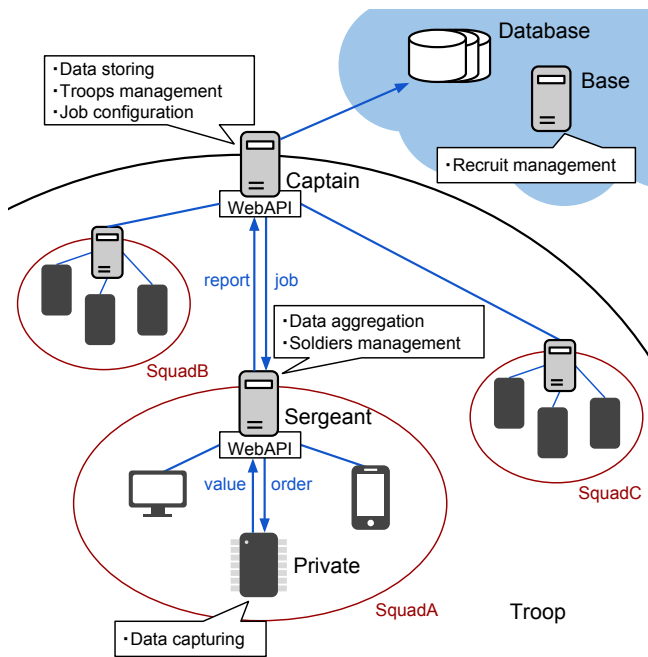 Database
・Data storing
・Troops management
・Job configuration
Base
・Recruit management
Captain
WebAPI
report
job
・Data aggregation
・Soldiers management
SquadB
Sergeant
WebAPI
SquadC
value
order
Private
SquadA
Troop
・Data capturing